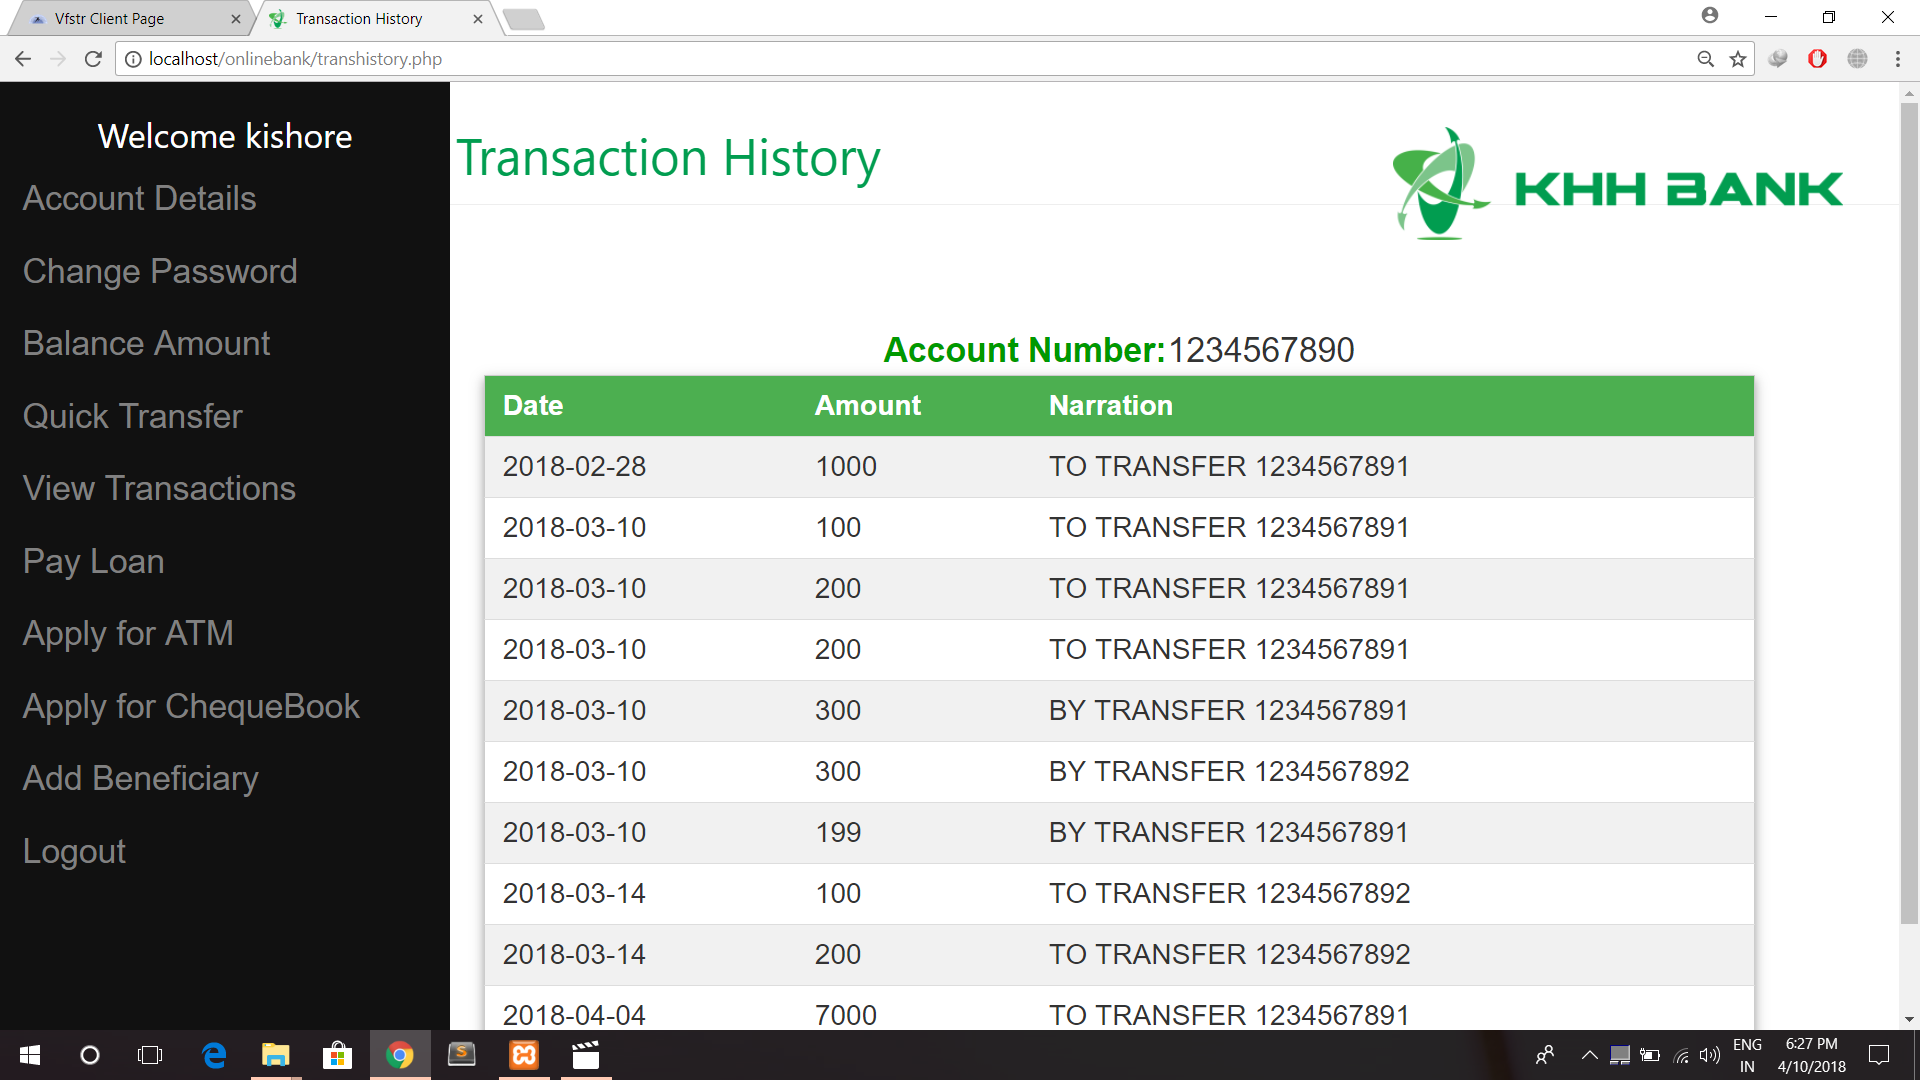 Vfstr Client Page
Transaction History
localhost/onlinebank/transhistory.php
Welcome kishore
Account Details
Change Password
Balance Amount
Quick Transfer
View Transactions
Pay Loan
Apply for ATM
Apply for ChequeBook
Add Beneficiary
Logout
Transaction History
KHH BANK
Account Number:1234567890
Date Amount Narration
2018-02-28 1000 TO TRANSFER 1234567891
2018-03-10 100 TO TRANSFER 1234567891
2018-03-10 200 TO TRANSFER 1234567891
2018-03-10 200 TO TRANSFER 1234567891
2018-03-10 300 BY TRANSFER 1234567891
2018-03-10 300 BY TRANSFER 1234567892
2018-03-10 199 BY TRANSFER 1234567891
2018-03-14 100 TO TRANSFER 1234567892
2018-03-14 200 TO TRANSFER 1234567892
2018-04-04 7000 TO TRANSFER 1234567891
ENG
IN
6:27 PM
4/10/2018